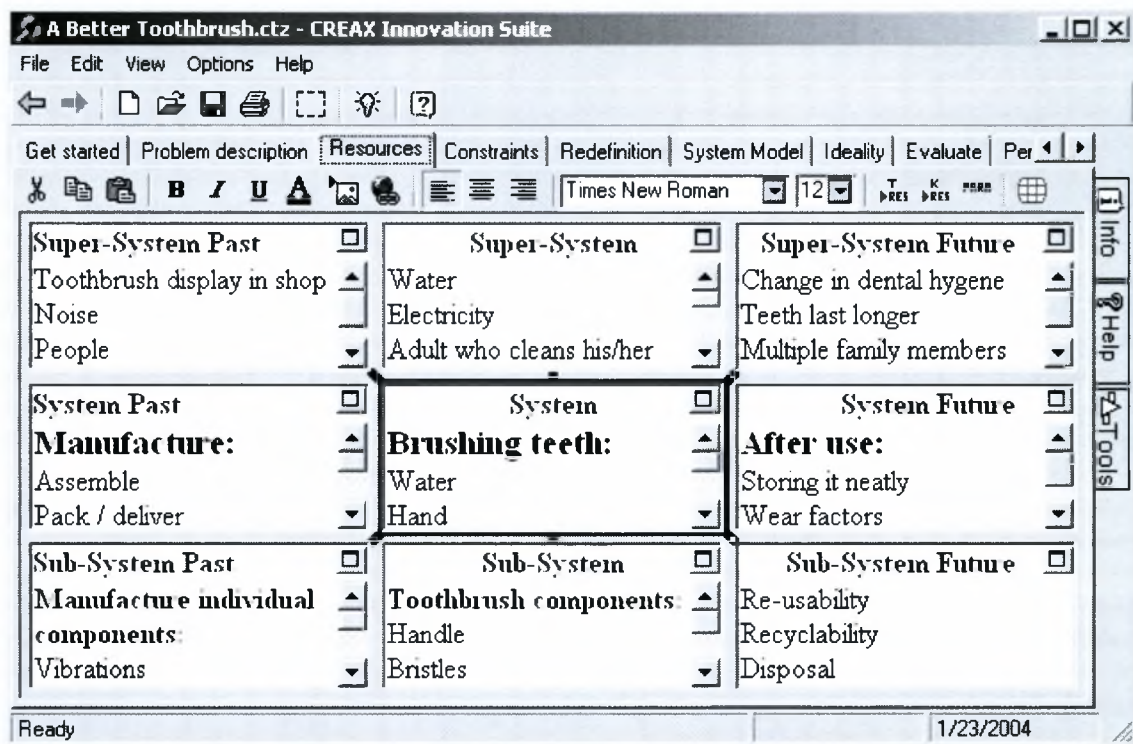 A Better Toothbrush.ctz - CREAX Innovation Suite
File Edit View Options Help
Get started Problem description Resources Constraints Redefinition System Model Ideality Evaluate Per
B I U A Times New Roman 12 T RES K RES
Info
Help
Tools
Super-System Past
Toothbrush display in shop
Noise
People
Super-System
Water
Electricity
Adult who cleans his/her
Super-System Future
Change in dental hygene
Teeth last longer
Multiple family members
System Past
Manufacture:
Assemble
Pack / deliver
System
Brushing teeth:
Water
Hand
System Future
After use:
Storing it neatly
Wear factors
Sub-System Past
Manufacture individual
components:
Vibrations
Sub-System
Toothbrush components:
Handle
Bristles
Sub-System Future
Re-usability
Recyclability
Disposal
Ready 1/23/2004